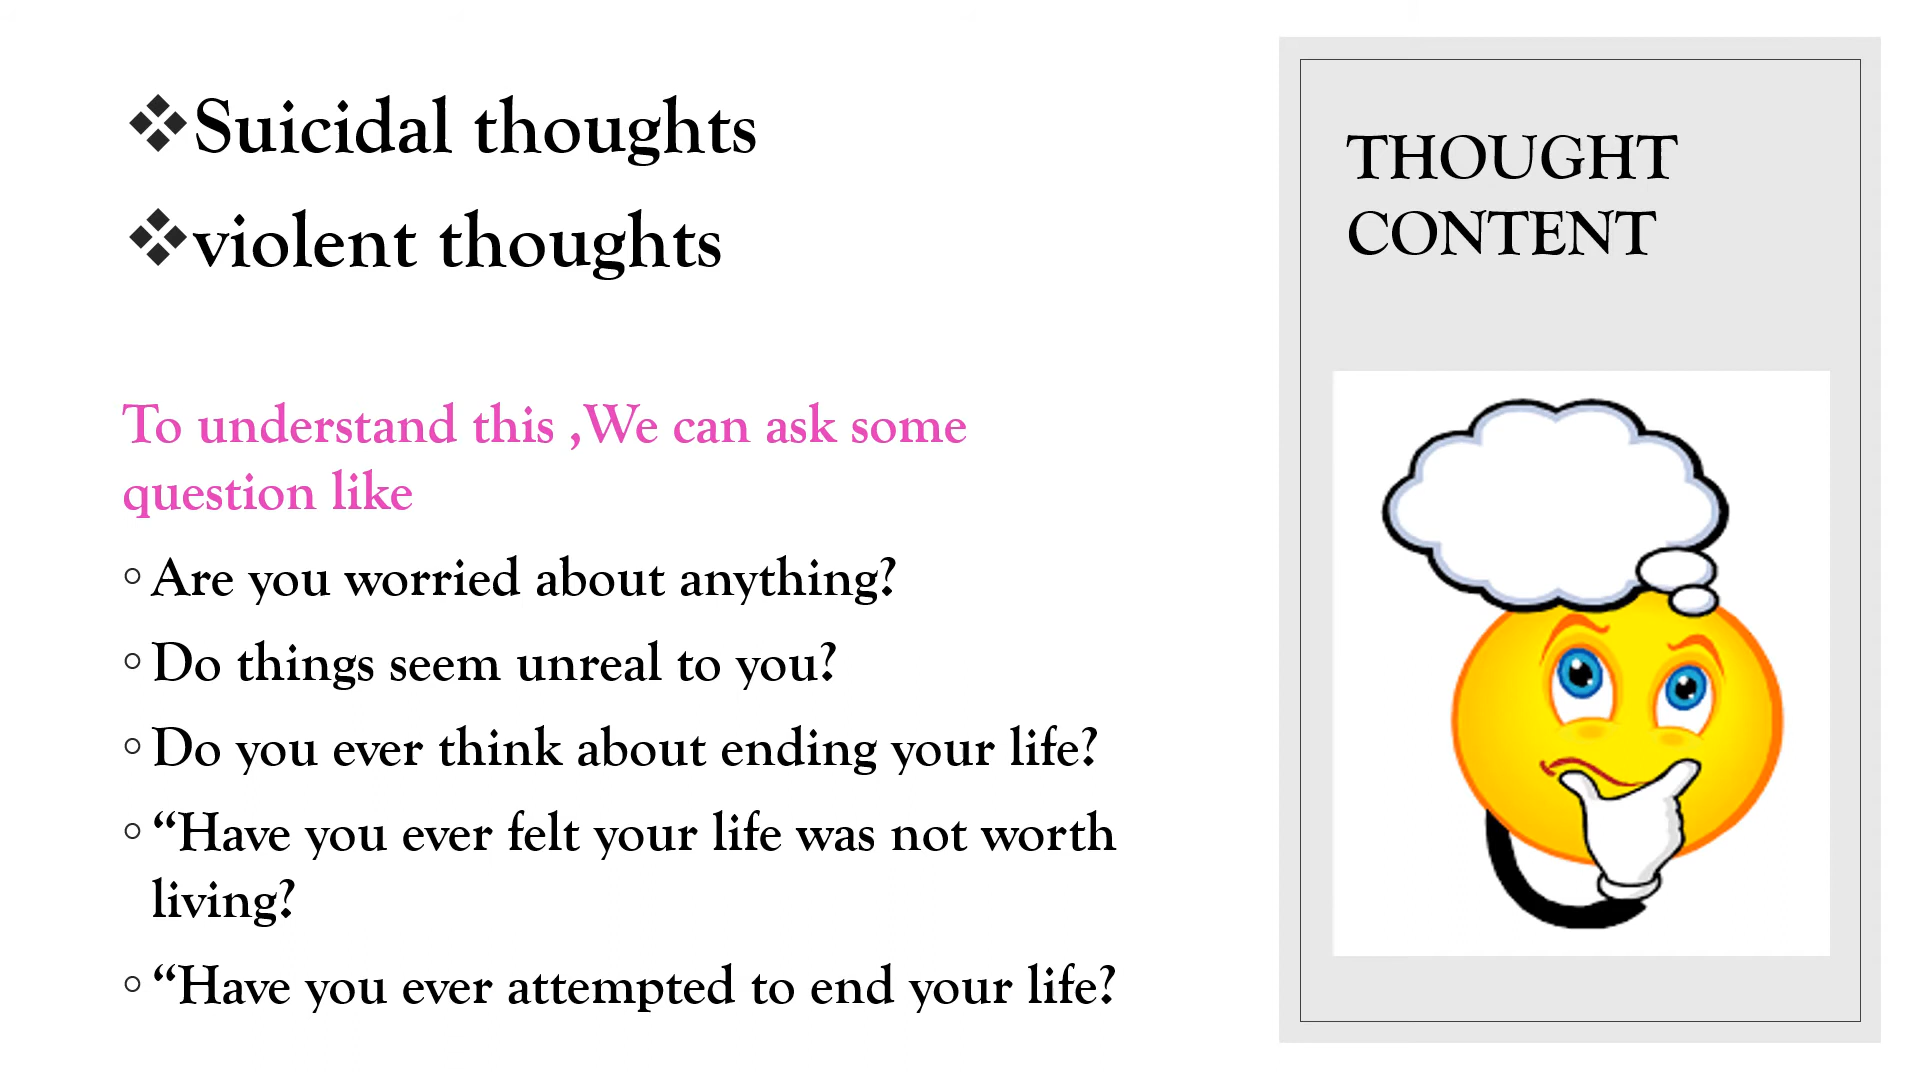 ❖Suicidal thoughts
❖violent thoughts
To understand this ,We can ask some
question like
◦ Are you worried about anything?
◦ Do things seem unreal to you?
◦ Do you ever think about ending your life?
◦ “Have you ever felt your life was not worth
living?
◦ “Have you ever attempted to end your life?
THOUGHT
CONTENT